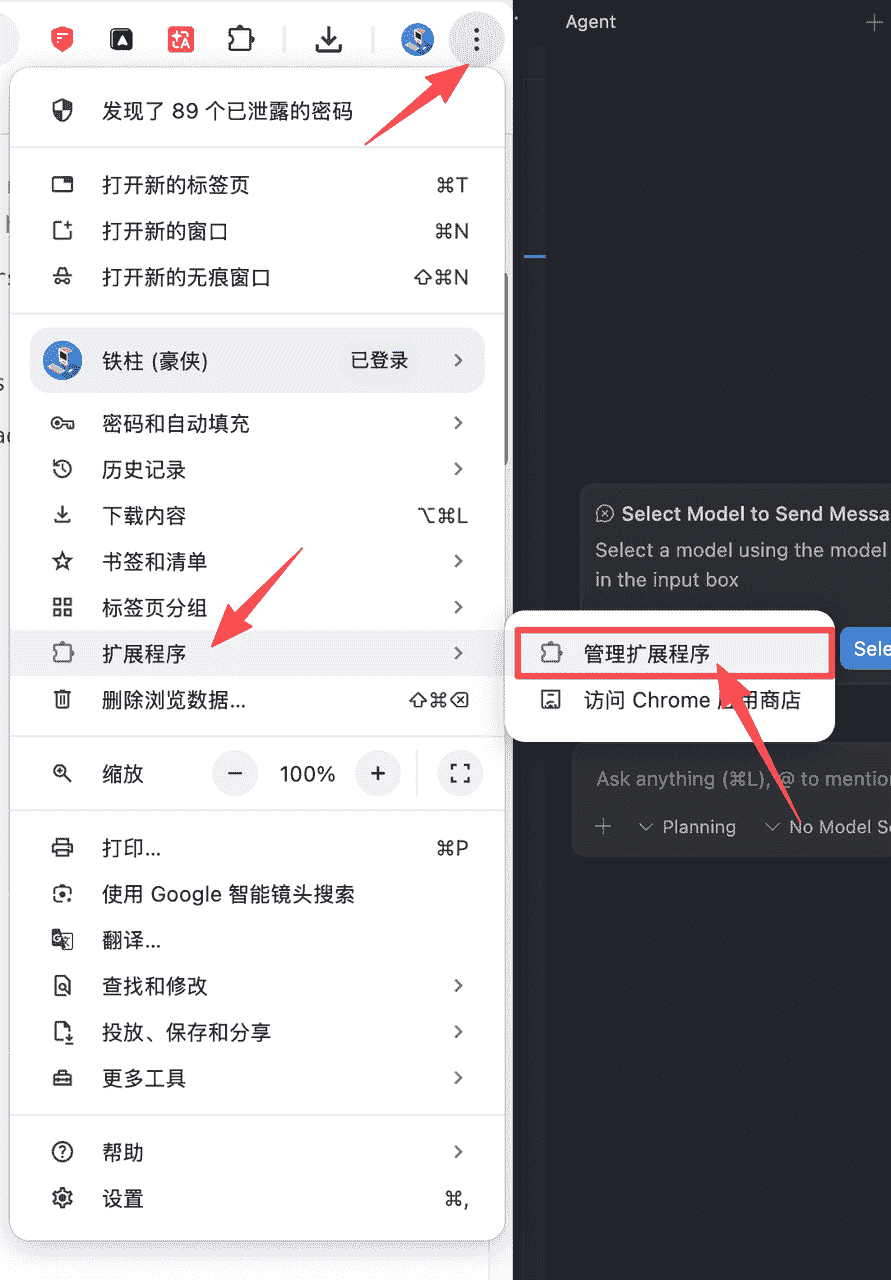 Agent
发现了 89 个已泄露的密码
打开新的标签页 ⌘T
打开新的窗口 ⌘N
打开新的无痕窗口 ⇧⌘N
铁柱 (豪侠) 已登录
密码和自动填充
历史记录
下载内容 ⌥⌘L
书签和清单
标签页分组
扩展程序
删除浏览数据... ⇧⌘⌫
缩放 − 100% +
打印... ⌘P
使用 Google 智能镜头搜索
翻译...
查找和修改
投放、保存和分享
更多工具
帮助
设置 ⌘,
管理扩展程序
访问 Chrome 应用商店
Select Model to Send Messa
Select a model using the model
in the input box
Sele
Ask anything (⌘L), @ to mention
Planning No Model Se